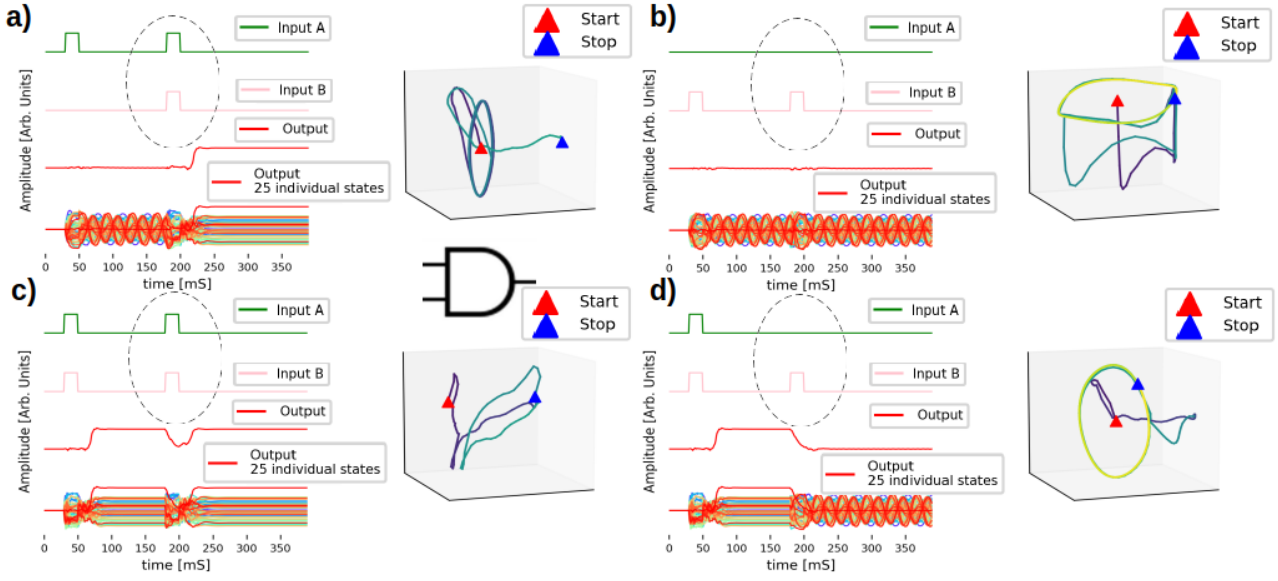 a)
Input A
Input B
Output
Output
25 individual states
Amplitude [Arb. Units]
0 50 100 150 200 250 300 350
time [mS]
Start
Stop
b)
Input A
Input B
Output
Output
25 individual states
Amplitude [Arb. Units]
0 50 100 150 200 250 300 350
time [mS]
Start
Stop
c)
Input A
Input B
Output
Output
25 individual states
Amplitude [Arb. Units]
0 50 100 150 200 250 300 350
time [mS]
Start
Stop
d)
Input A
Input B
Output
Output
25 individual states
Amplitude [Arb. Units]
0 50 100 150 200 250 300 350
time [mS]
Start
Stop